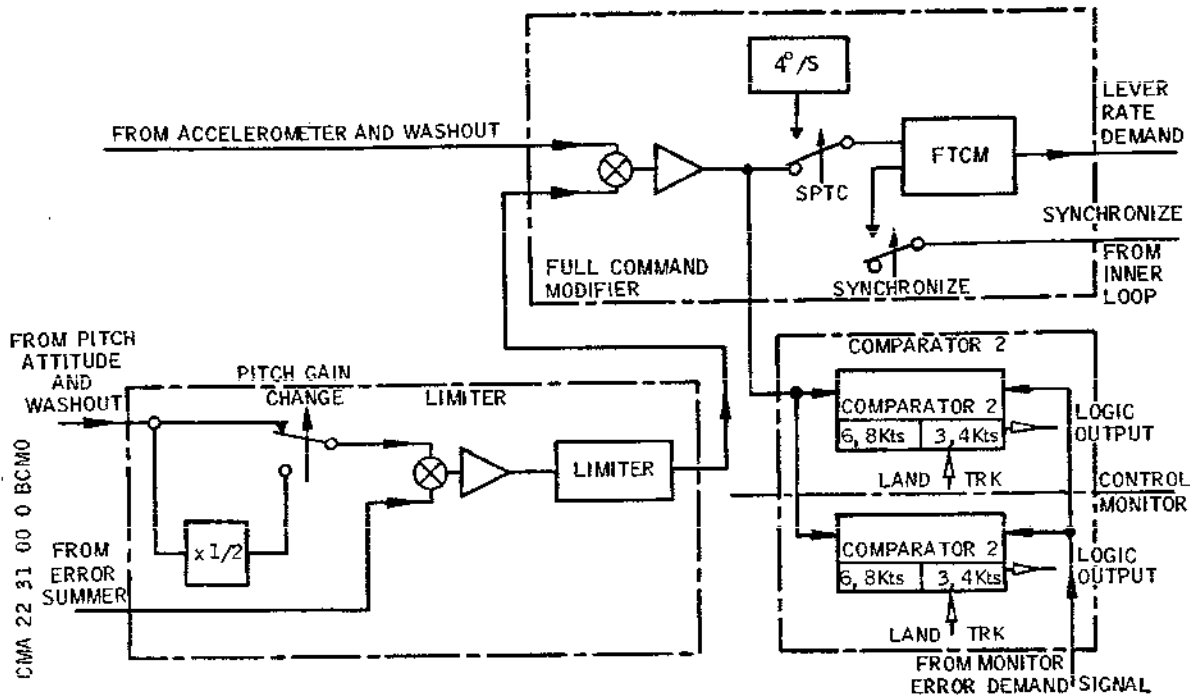 4°/S
FROM ACCELEROMETER AND WASHOUT
LEVER
RATE
DEMAND
FTCM
SPTC
SYNCHRONIZE
FULL COMMAND
MODIFIER
SYNCHRONIZE
FROM
INNER
LOOP
FROM PITCH
ATTITUDE
AND
WASHOUT
PITCH GAIN
CHANGE
LIMITER
LIMITER
x 1/2
FROM
ERROR
SUMMER
COMPARATOR 2
COMPARATOR 2
6,8Kts
3,4Kts
LOGIC
OUTPUT
LAND
TRK
CONTROL
MONITOR
COMPARATOR 2
6,8Kts
3,4Kts
LOGIC
OUTPUT
LAND
TRK
FROM MONITOR
ERROR DEMAND SIGNAL
CMA 22 31 00 0 BCM0